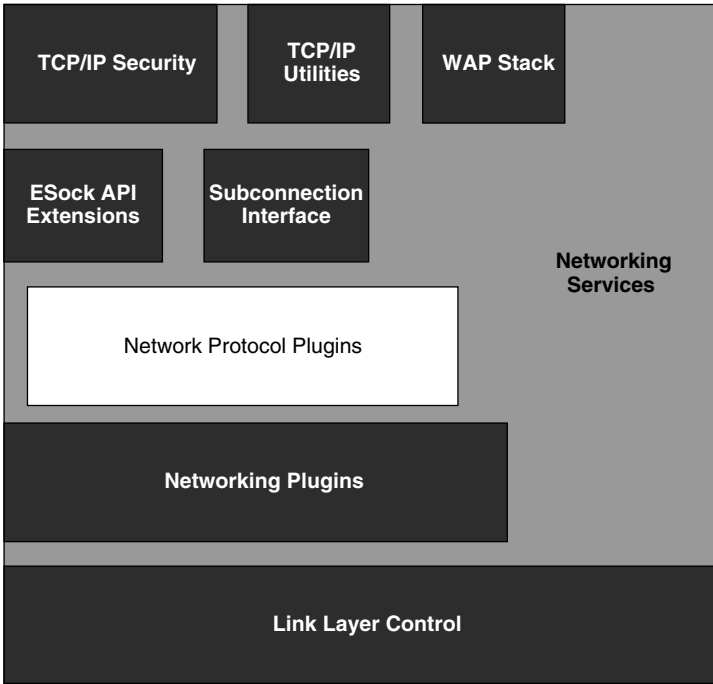 TCP/IP Security
TCP/IP
Utilities
WAP Stack
ESock API
Extensions
Subconnection
Interface
Networking
Services
Network Protocol Plugins
Networking Plugins
Link Layer Control